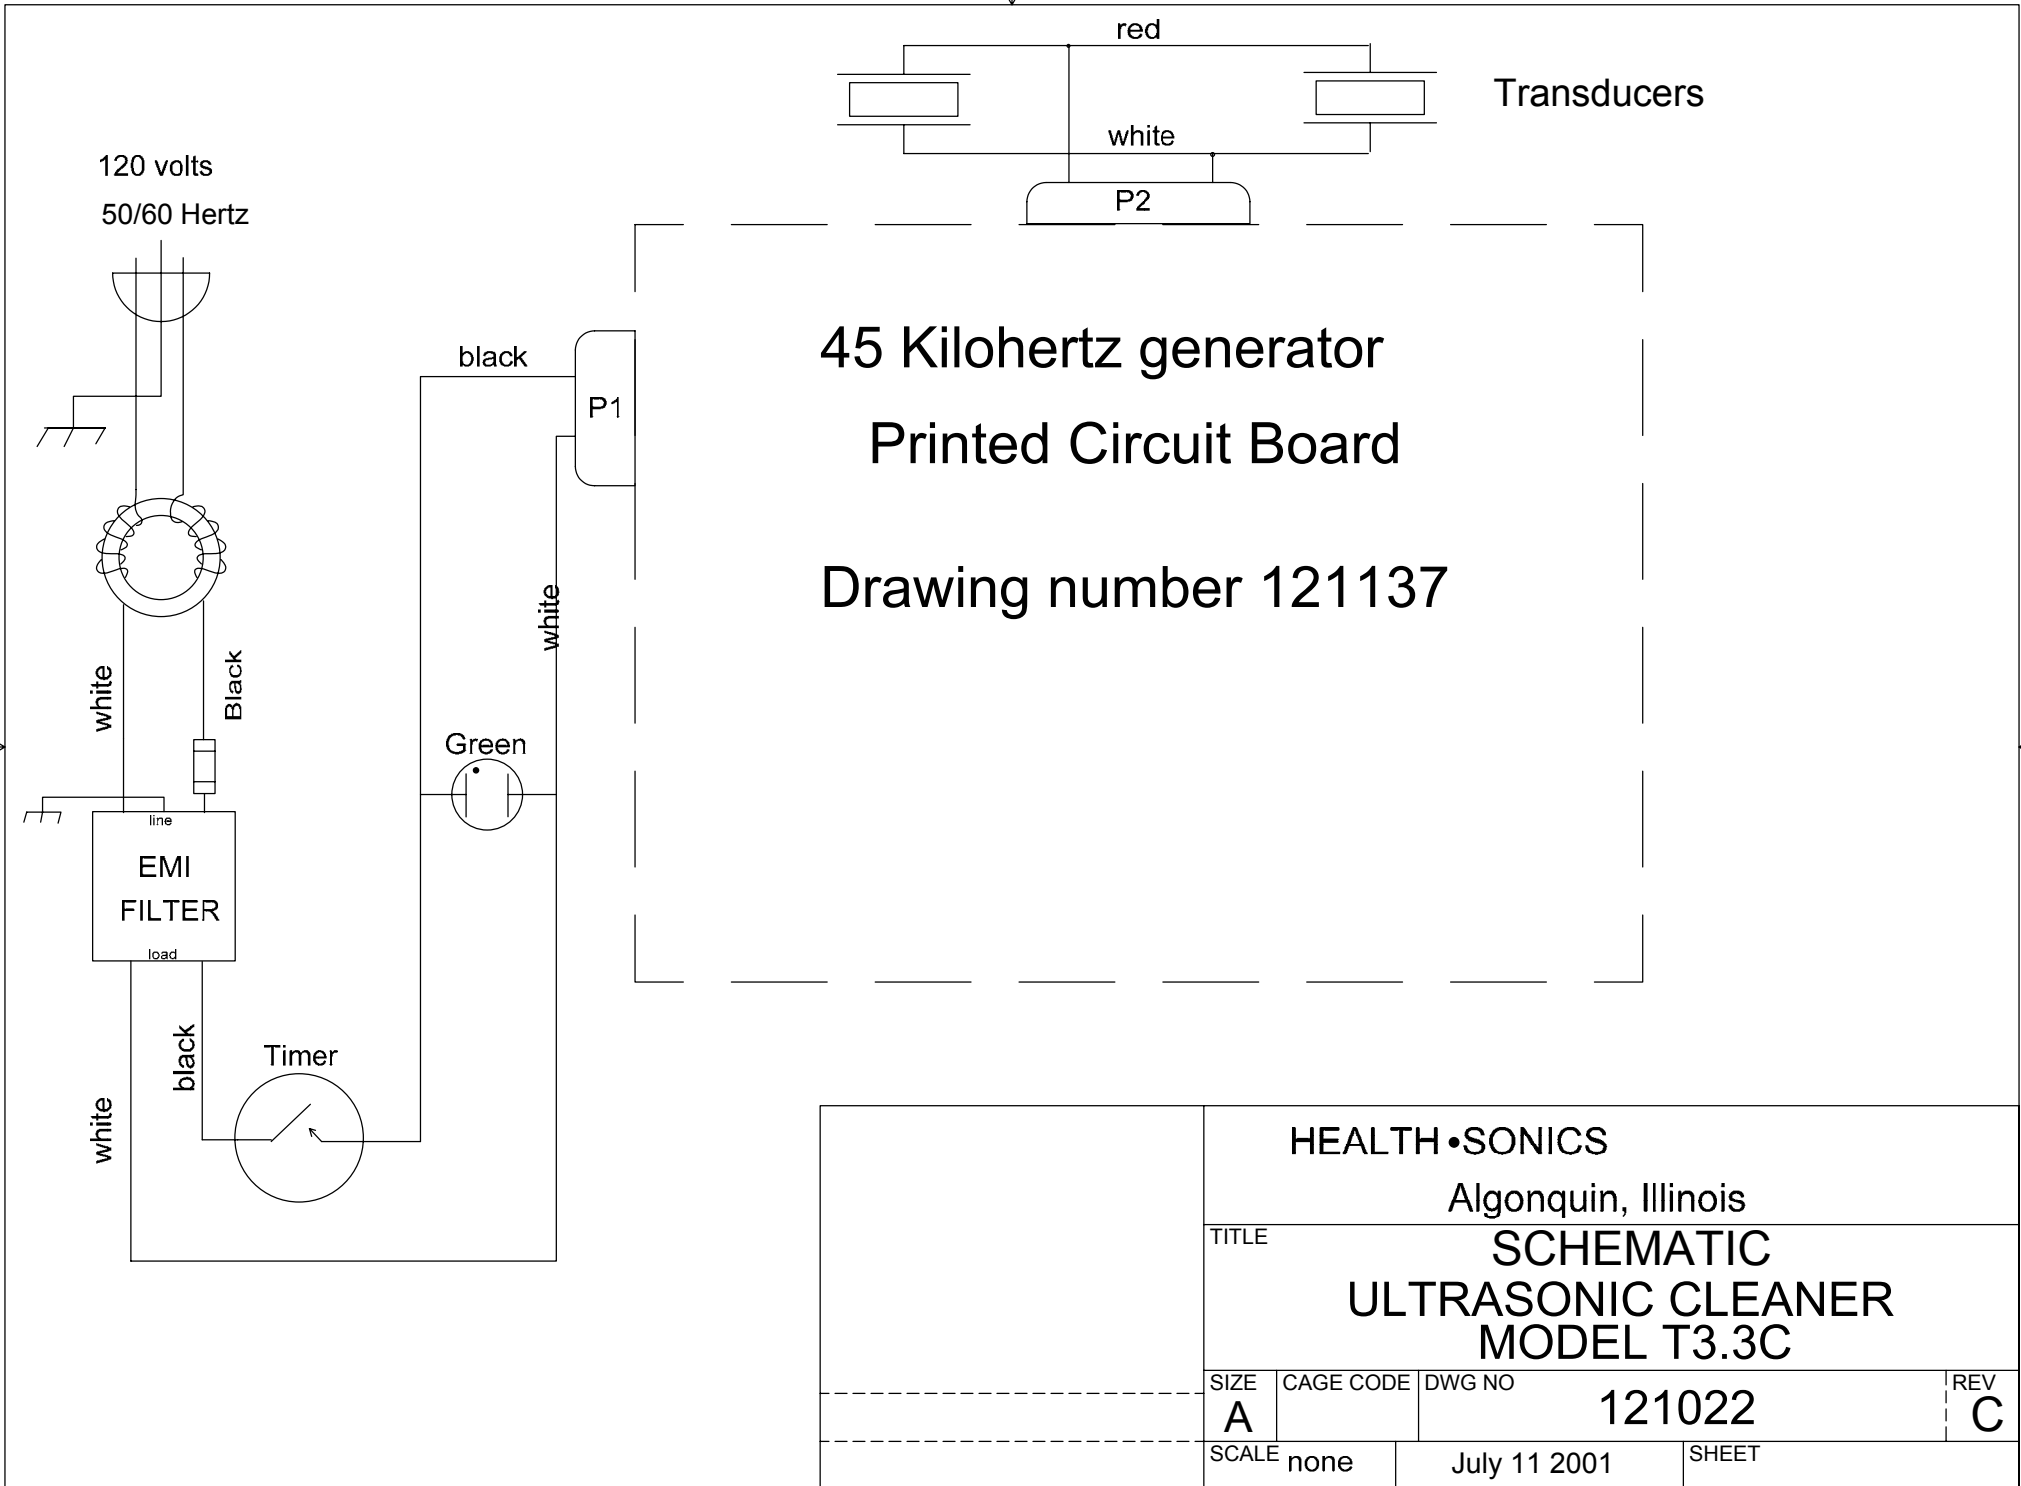 red
Transducers
white
P2
120 volts
50/60 Hertz
black
P1
45 Kilohertz generator
Printed Circuit Board
Drawing number 121137
white
white
Black
Green
line
EMI
FILTER
load
black
white
Timer
HEALTH•SONICS
Algonquin, Illinois
TITLE
SCHEMATIC
ULTRASONIC CLEANER
MODEL T3.3C
SIZE
A
CAGE CODE
DWG NO
121022
REV
C
SCALE none
July 11 2001
SHEET